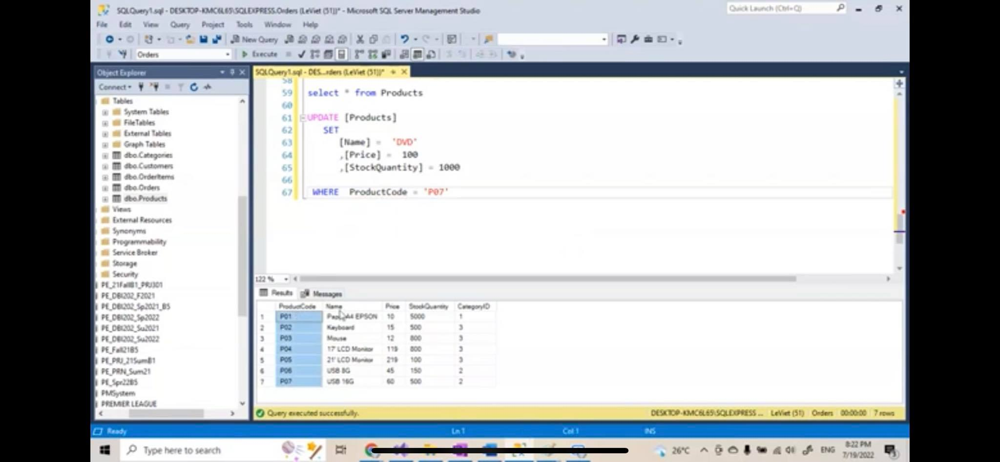 SQLQuery1.sql - DESKTOP-KMC6L65\SQLEXPRESS.Orders (LeViet (51))* - Microsoft SQL Server Management Studio
Quick Launch (Ctrl+Q)
File Edit View Query Project Tools Window Help
New Query
Orders Execute
Object Explorer
Connect
Tables
System Tables
FileTables
External Tables
Graph Tables
dbo.Categories
dbo.Customers
dbo.OrderItems
dbo.Orders
dbo.Products
Views
External Resources
Synonyms
Programmability
Service Broker
Storage
Security
PE_21FallB1_PRJ301
PE_DBI202_F2021
PE_DBI202_Sp2021_B5
PE_DBI202_Sp2022
PE_DBI202_Su2021
PE_DBI202_Su2022
PE_Fall21B5
PE_PRJ_21SumB1
PE_PRN_Sum21
PE_Spr22B5
PMSystem
PREMIER LEAGUE
SQLQuery1.sql - DES...rders (LeViet (51))*
58
59 select * from Products
60
61 UPDATE [Products]
62 SET
63 [Name] = 'DVD'
64 ,[Price] = 100
65 ,[StockQuantity] = 1000
66
67 WHERE ProductCode = 'P07'
122 %
Results Messages
ProductCode Name Price StockQuantity CategoryID
1 P01 Paper A4 EPSON 10 5000 1
2 P02 Keyboard 15 500 3
3 P03 Mouse 12 800 3
4 P04 17' LCD Monitor 119 800 3
5 P05 21' LCD Monitor 219 100 3
6 P06 USB 8G 45 150 2
7 P07 USB 16G 60 500 2
Query executed successfully. DESKTOP-KMC6L65\SQLEXPRESS ... LeViet (51) Orders 00:00:00 7 rows
Ready Ln 1 Col 1 INS
Type here to search 26°C ENG 8:22 PM
7/19/2022
3